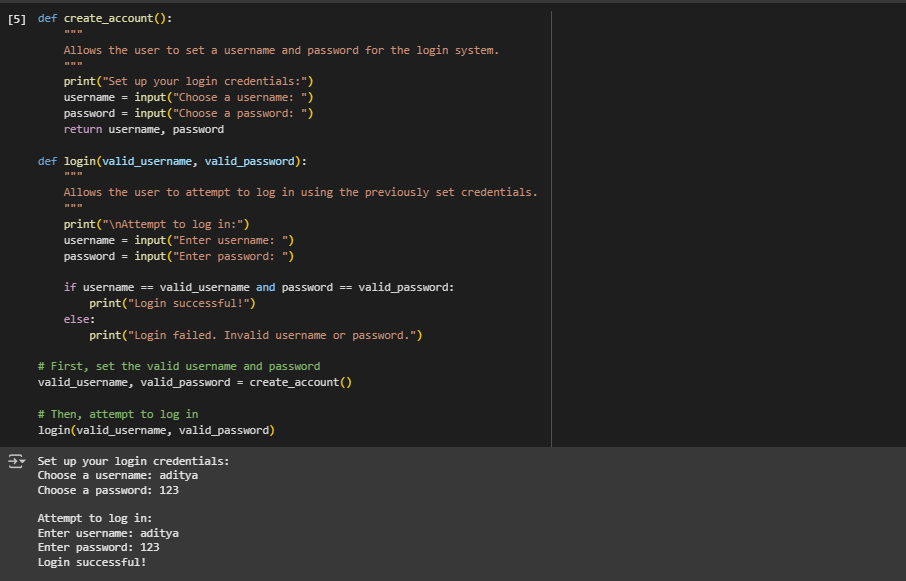 [5] def create_account():
    """
    Allows the user to set a username and password for the login system.
    """
    print("Set up your login credentials:")
    username = input("Choose a username: ")
    password = input("Choose a password: ")
    return username, password

def login(valid_username, valid_password):
    """
    Allows the user to attempt to log in using the previously set credentials.
    """
    print("\nAttempt to log in:")
    username = input("Enter username: ")
    password = input("Enter password: ")

    if username == valid_username and password == valid_password:
        print("Login successful!")
    else:
        print("Login failed. Invalid username or password.")

# First, set the valid username and password
valid_username, valid_password = create_account()

# Then, attempt to log in
login(valid_username, valid_password)

Set up your login credentials:
Choose a username: aditya
Choose a password: 123

Attempt to log in:
Enter username: aditya
Enter password: 123
Login successful!